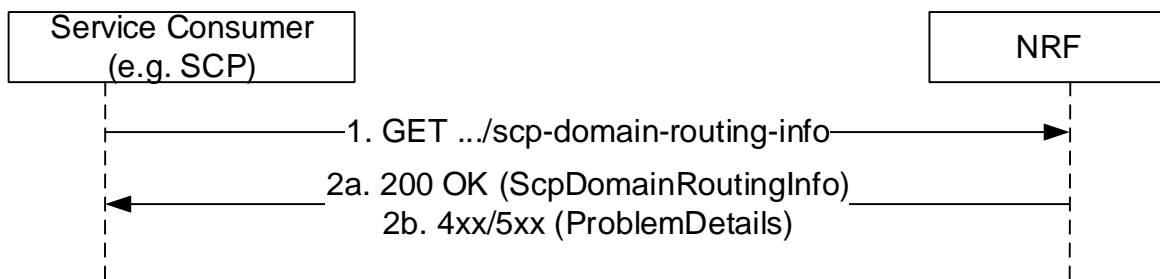 Service Consumer
(e.g. SCP)
NRF
1. GET .../scp-domain-routing-info
2a. 200 OK (ScpDomainRoutingInfo)
2b. 4xx/5xx (ProblemDetails)